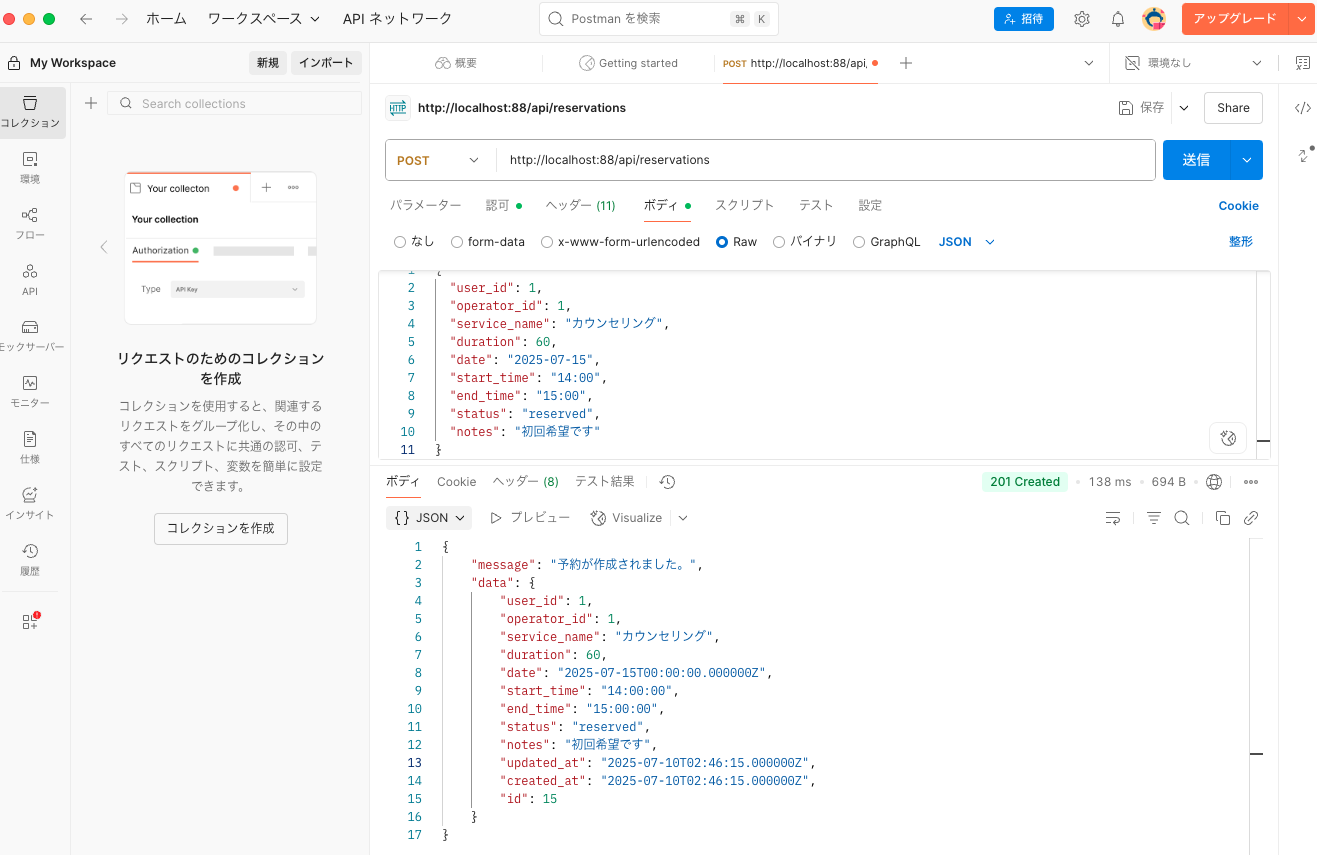 ホーム ワークスペース API ネットワーク Postman を検索 ⌘ K 招待 アップグレード
My Workspace 新規 インポート 概要 Getting started POST http://localhost:88/api, 環境なし
コレクション
環境
フロー
API
モックサーバー
モニター
仕様
インサイト
履歴
Search collections
Your collecton
Your collection
Authorization
Type API Key
リクエストのためのコレクション
を作成
コレクションを使用すると、関連する
リクエストをグループ化し、その中の
すべてのリクエストに共通の認可、テ
スト、スクリプト、変数を簡単に設定
できます。
コレクションを作成
HTTP http://localhost:88/api/reservations 保存 Share
POST http://localhost:88/api/reservations 送信
パラメーター 認可 ヘッダー (11) ボディ スクリプト テスト 設定 Cookie
なし form-data x-www-form-urlencoded Raw バイナリ GraphQL JSON 整形
1 {
2 "user_id": 1,
3 "operator_id": 1,
4 "service_name": "カウンセリング",
5 "duration": 60,
6 "date": "2025-07-15",
7 "start_time": "14:00",
8 "end_time": "15:00",
9 "status": "reserved",
10 "notes": "初回希望です"
11 }
ボディ Cookie ヘッダー (8) テスト結果 201 Created 138 ms 694 B
{} JSON プレビュー Visualize
1 {
2 "message": "予約が作成されました。",
3 "data": {
4 "user_id": 1,
5 "operator_id": 1,
6 "service_name": "カウンセリング",
7 "duration": 60,
8 "date": "2025-07-15T00:00:00.000000Z",
9 "start_time": "14:00:00",
10 "end_time": "15:00:00",
11 "status": "reserved",
12 "notes": "初回希望です",
13 "updated_at": "2025-07-10T02:46:15.000000Z",
14 "created_at": "2025-07-10T02:46:15.000000Z",
15 "id": 15
16 }
17 }